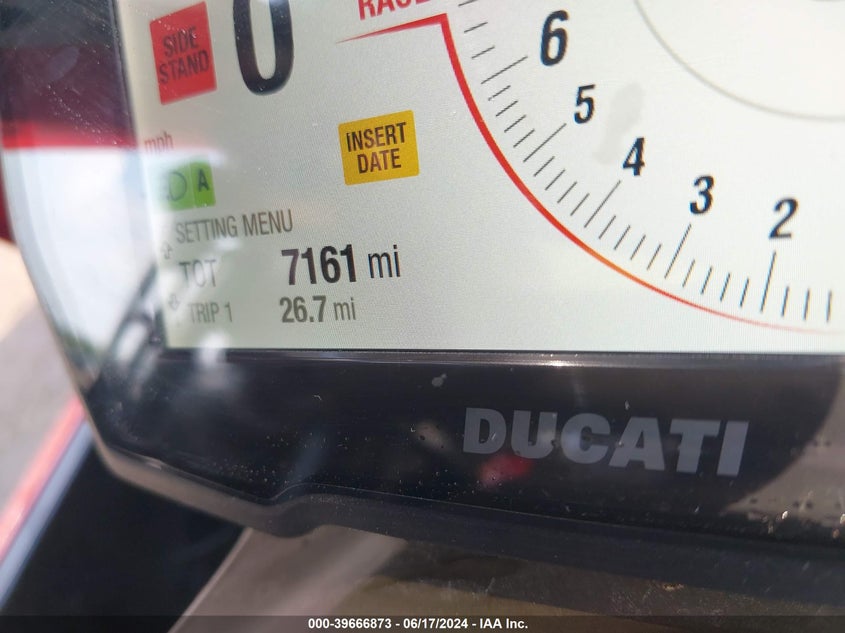 RACE
SIDE
STAND
0
mph
INSERT
DATE
A
SETTING MENU
TOT 7161 mi
TRIP 1 26.7 mi
6
5
4
3
2
DUCATI
000-39666873 - 06/17/2024 - IAA Inc.